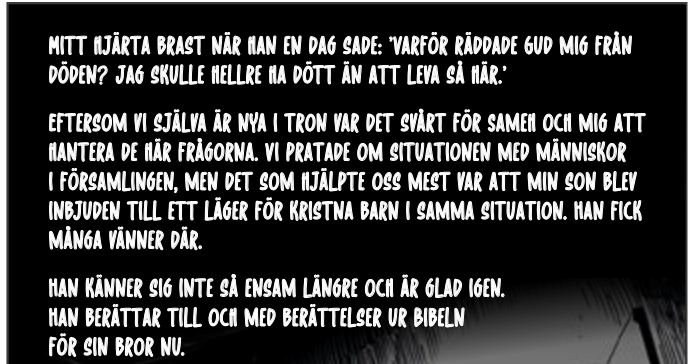 MITT HJÄRTA BRAST NÄR HAN EN DAG SADE: 'VARFÖR RÄDDADE GUD MIG FRÅN
DÖDEN? JAG SKULLE HELLRE HA DÖTT ÄN ATT LEVA SÅ HÄR.'
EFTERSOM VI SJÄLVA ÄR NYA I TRON VAR DET SVÅRT FÖR SAMEH OCH MIG ATT
HANTERA DE HÄR FRÅGORNA. VI PRATADE OM SITUATIONEN MED MÄNNISKOR
I FÖRSAMLINGEN, MEN DET SOM HJÄLPTE OSS MEST VAR ATT MIN SON BLEV
INBJUDEN TILL ETT LÄGER FÖR KRISTNA BARN I SAMMA SITUATION. HAN FICK
MÅNGA VÄNNER DÄR.
HAN KÄNNER SIG INTE SÅ ENSAM LÄNGRE OCH ÄR GLAD IGEN.
HAN BERÄTTAR TILL OCH MED BERÄTTELSER UR BIBELN
FÖR SIN BROR NU.